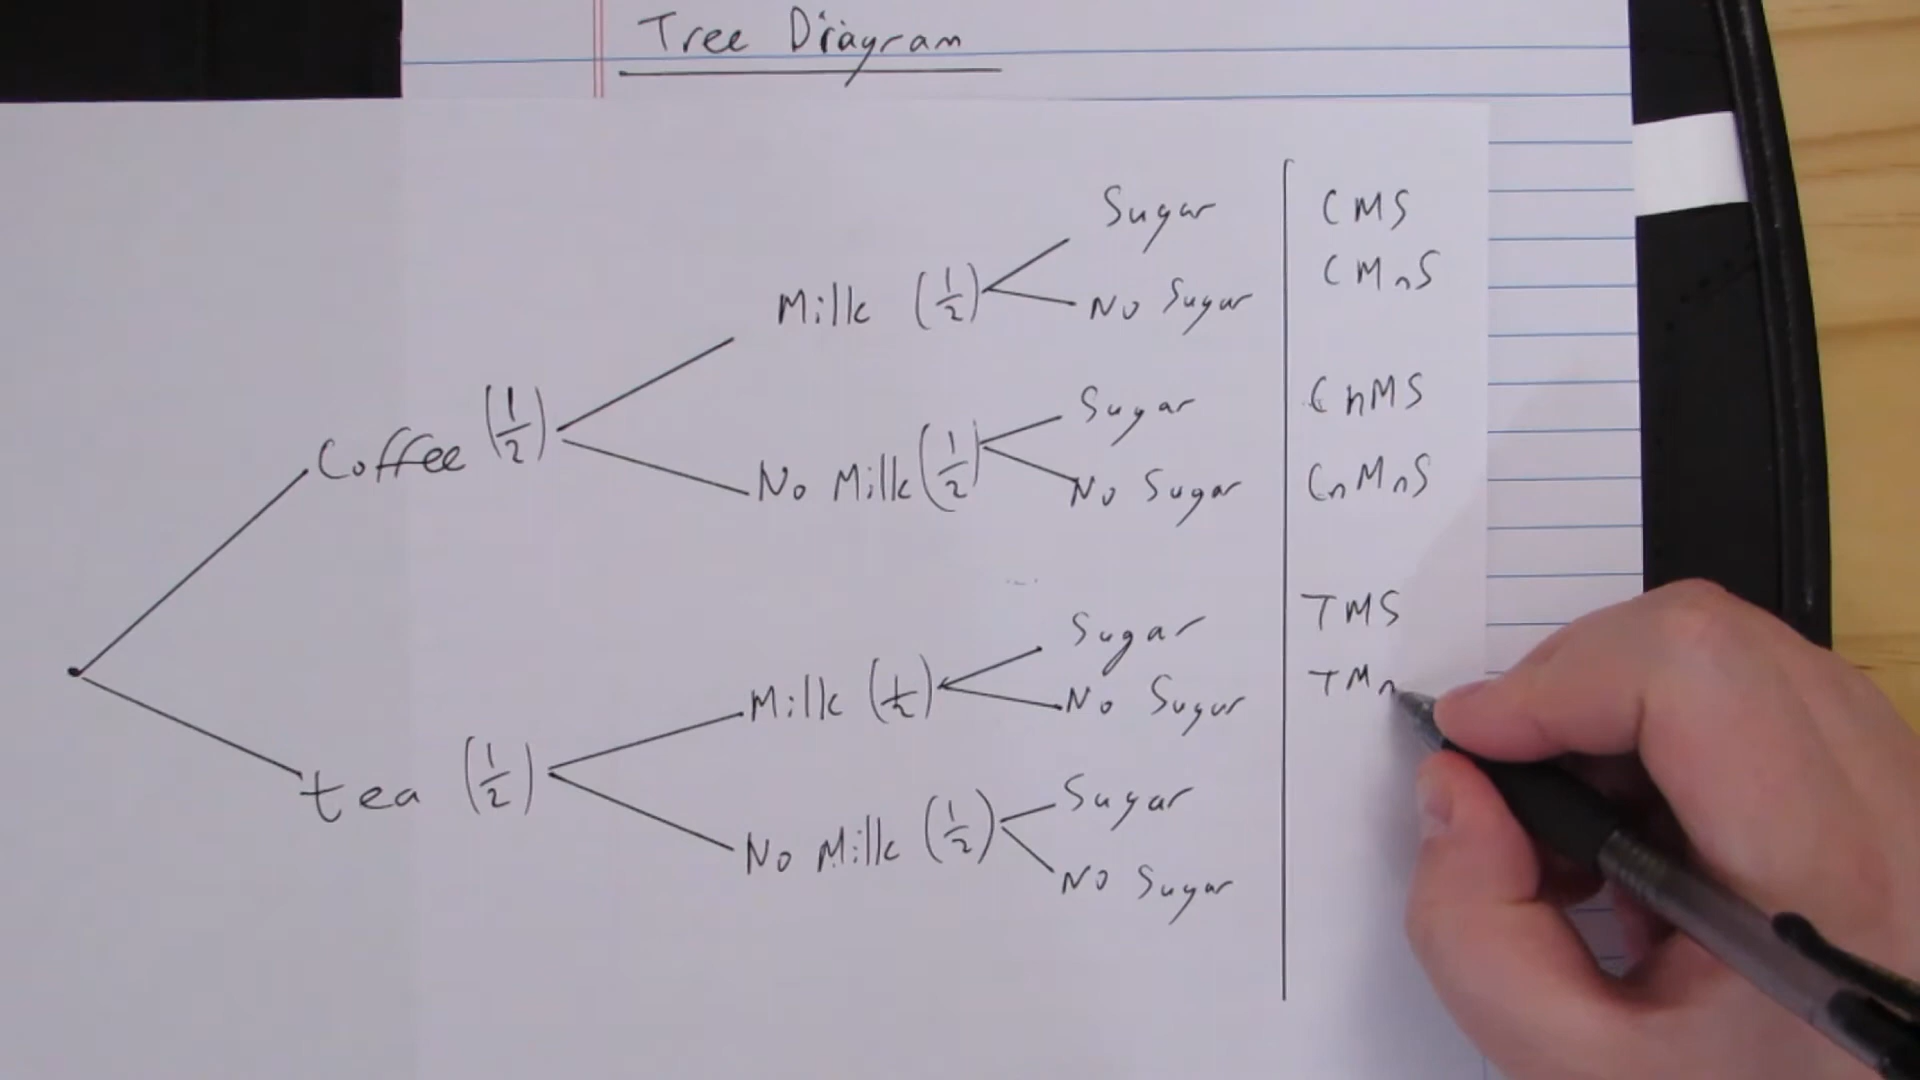 Tree Diagram
Sugar
CMS
Milk (1/2)
No Sugar
CMnS
Coffee (1/2)
Sugar
CnMS
No Milk (1/2)
No Sugar
CnMnS
Sugar
TMS
Milk (1/2)
No Sugar
TMn
tea (1/2)
Sugar
No Milk (1/2)
No Sugar